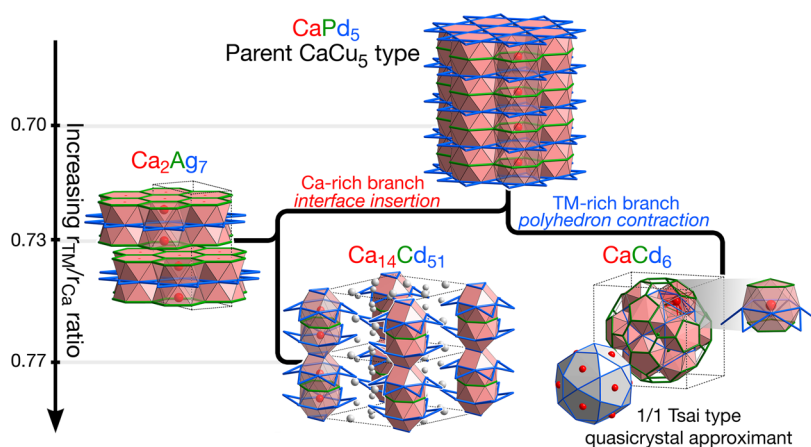 CaPd5
Parent CaCu5 type
0.70
0.73
0.77
Increasing rTM/rCa ratio
Ca2Ag7
Ca-rich branch
interface insertion
TM-rich branch
polyhedron contraction
Ca14Cd51
CaCd6
1/1 Tsai type
quasicrystal approximant